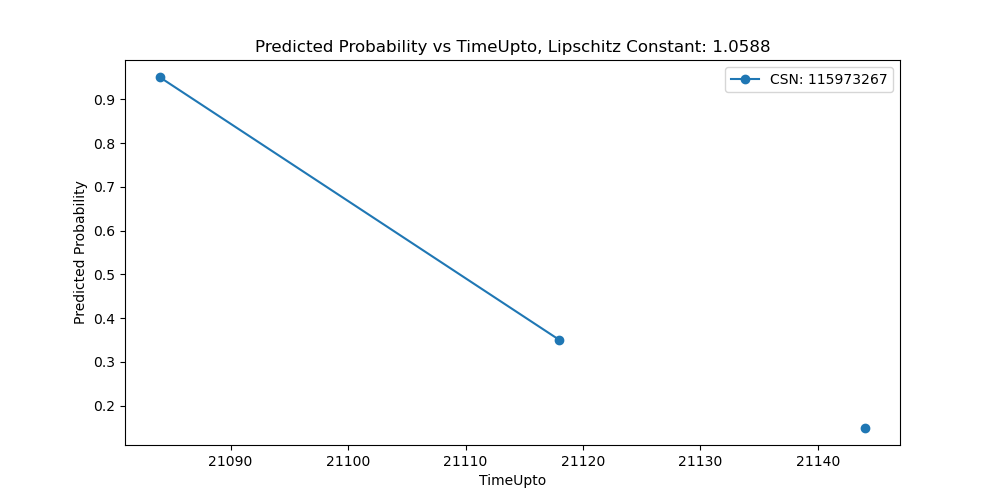 Predicted Probability vs TimeUpto, Lipschitz Constant: 1.0588
CSN: 115973267
Predicted Probability
0.9
0.8
0.7
0.6
0.5
0.4
0.3
0.2
21090 21100 21110 21120 21130 21140
TimeUpto